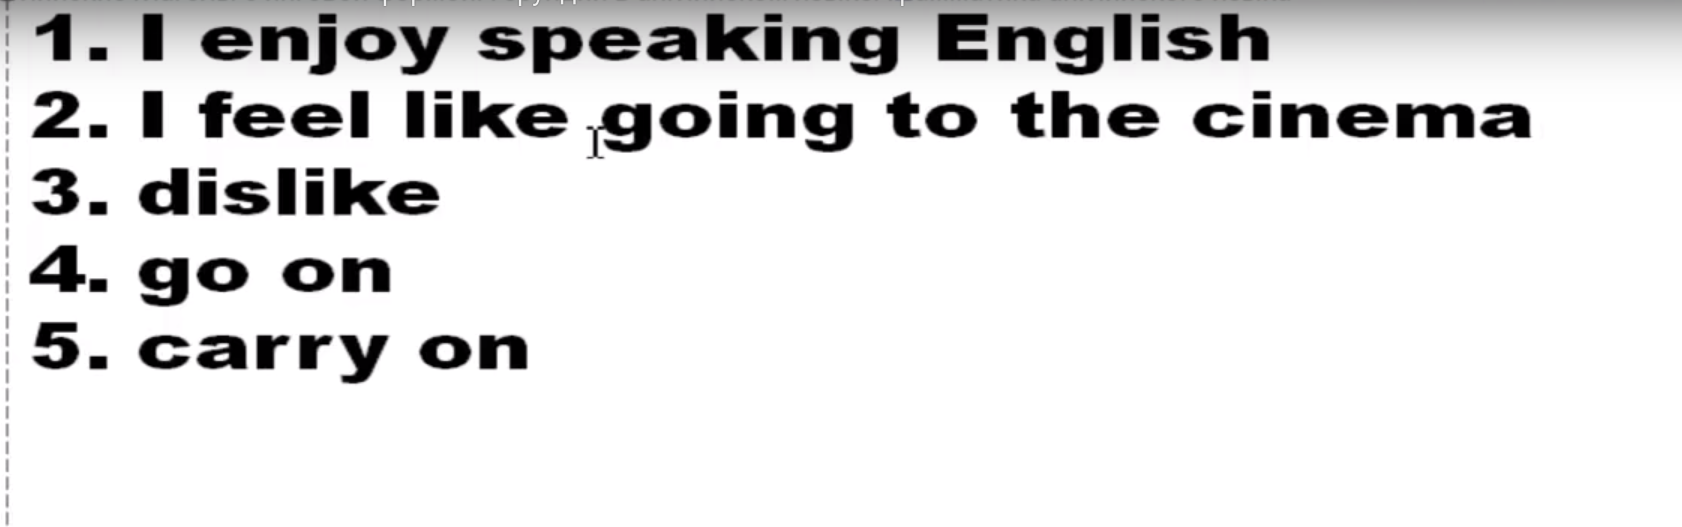 1. I enjoy speaking English
2. I feel like going to the cinema
3. dislike
4. go on
5. carry on